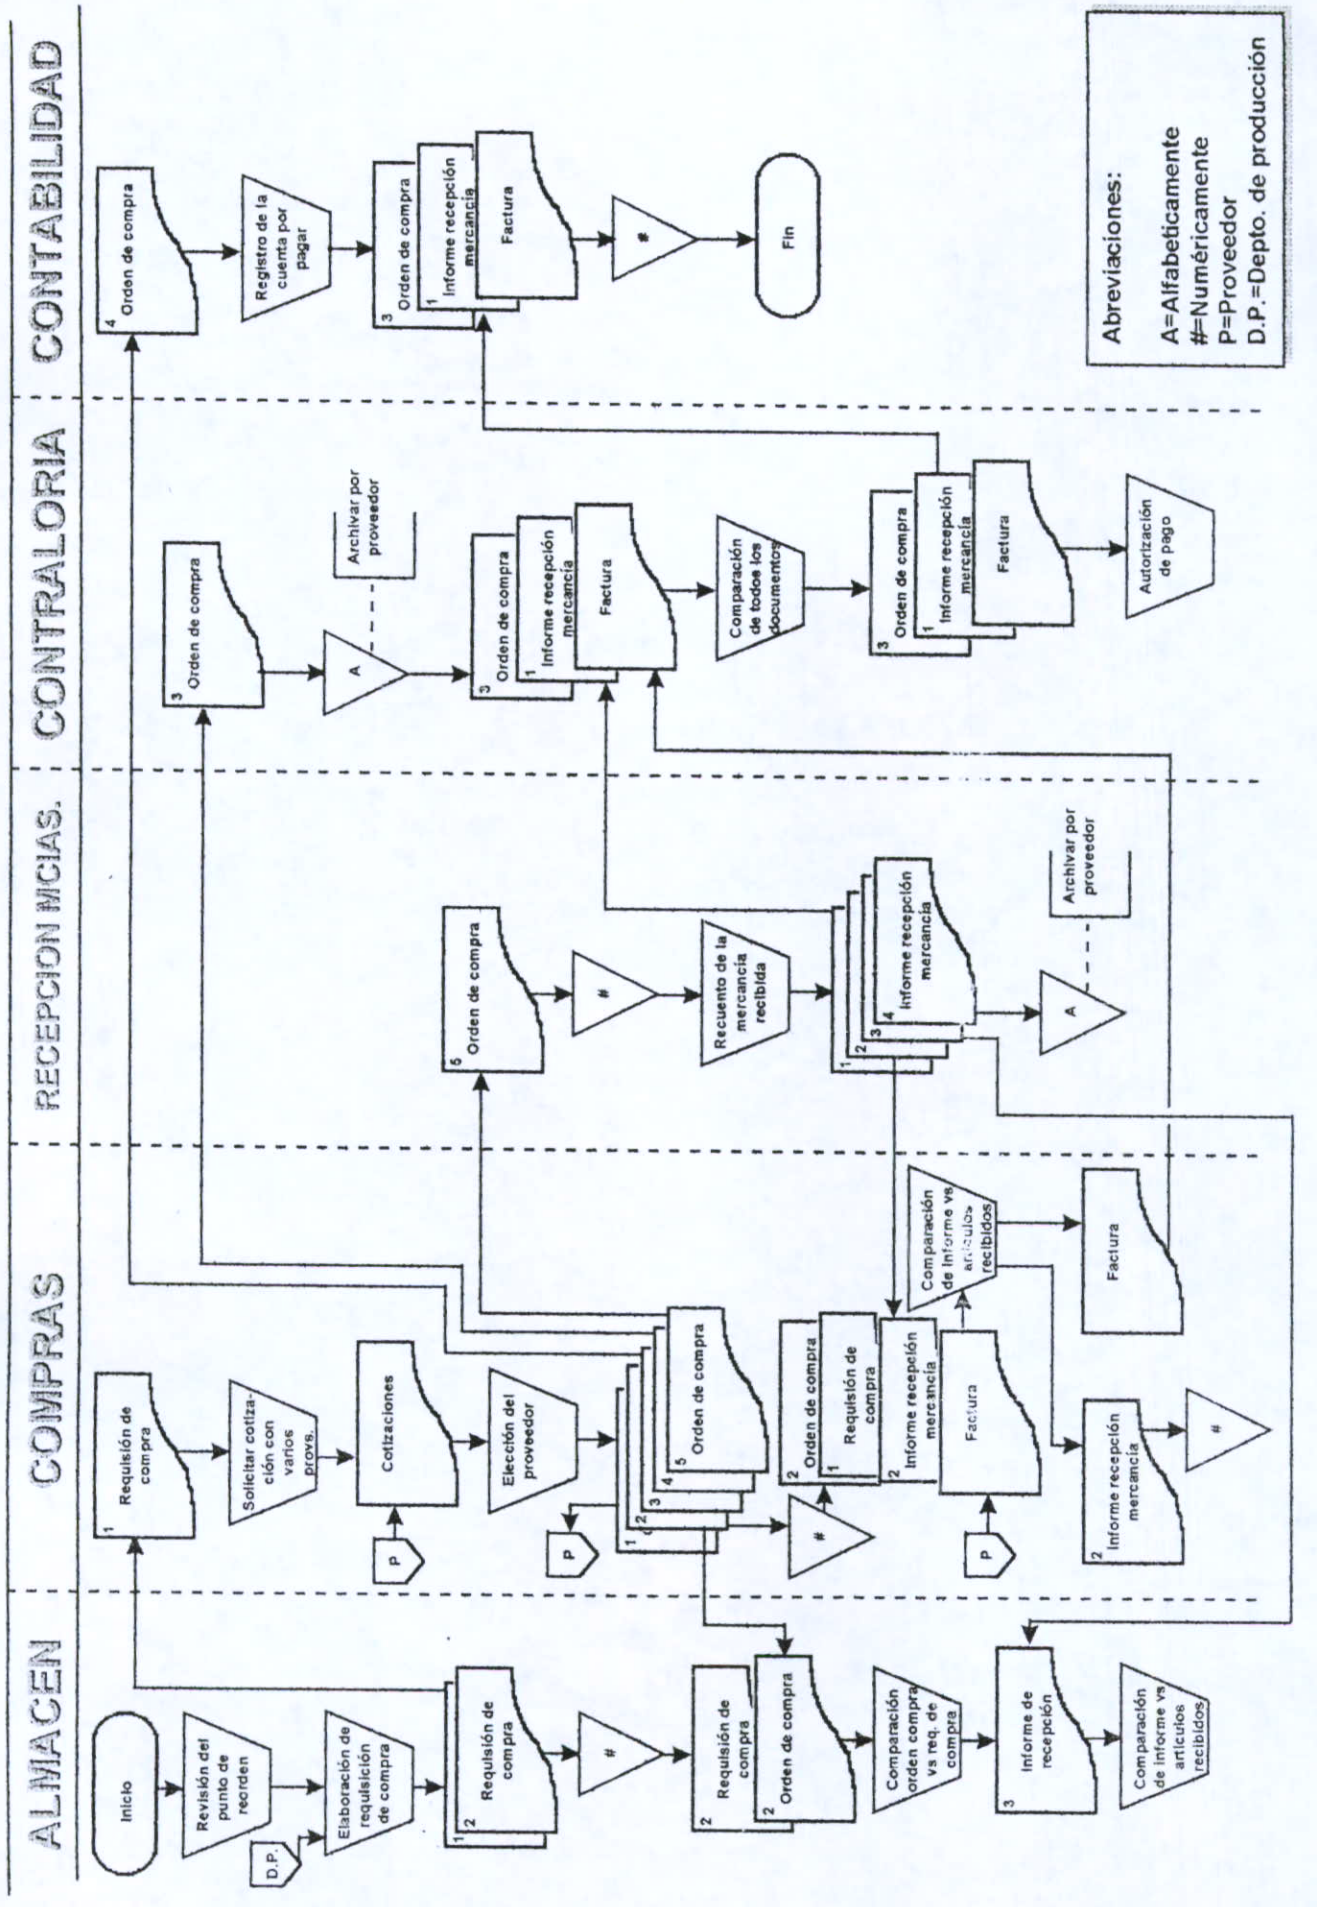 ALMACEN
COMPRAS
RECEPCION MCIAS.
CONTRALORIA
CONTABILIDAD
Inicio
Revisión del
punto de
reorden
D.P.
Elaboración de
requisición
de compra
1
2
Requisión de
compra
#
2
Requisión de
compra
2
Orden de compra
Comparación
orden compra
vs req. de
compra
3
Informe de
recepción
Comparación
de informe vs
artículos
recibidos
1
Requisión de
compra
Solicitar cotiza-
ción con
varios
provs.
P
Cotizaciones
Elección del
proveedor
P
1
2
3
4
5
Orden de compra
#
2
Orden de compra
1
Requisión de
compra
2
Informe recepción
mercancía
P
Factura
Comparación
de Informe vs
artículos
recibidos
2
Informe recepción
mercancía
#
Factura
5
Orden de compra
#
Recuento de la
mercancía
recibida
1
2
3
4
Informe recepción
mercancía
A
Archivar por
proveedor
3
Orden de compra
A
Archivar por
proveedor
3
Orden de compra
1
Informe recepción
mercancía
Factura
Comparación
de todos los
documentos
3
Orden de compra
1
Informe recepción
mercancía
Factura
Autorización
de pago
4
Orden de compra
Registro de la
cuenta por
pagar
3
Orden de compra
1
Informe recepción
mercancía
Factura
#
Fin
Abreviaciones:
A=Alfabeticamente
#=Numéricamente
P=Proveedor
D.P.=Depto. de producción